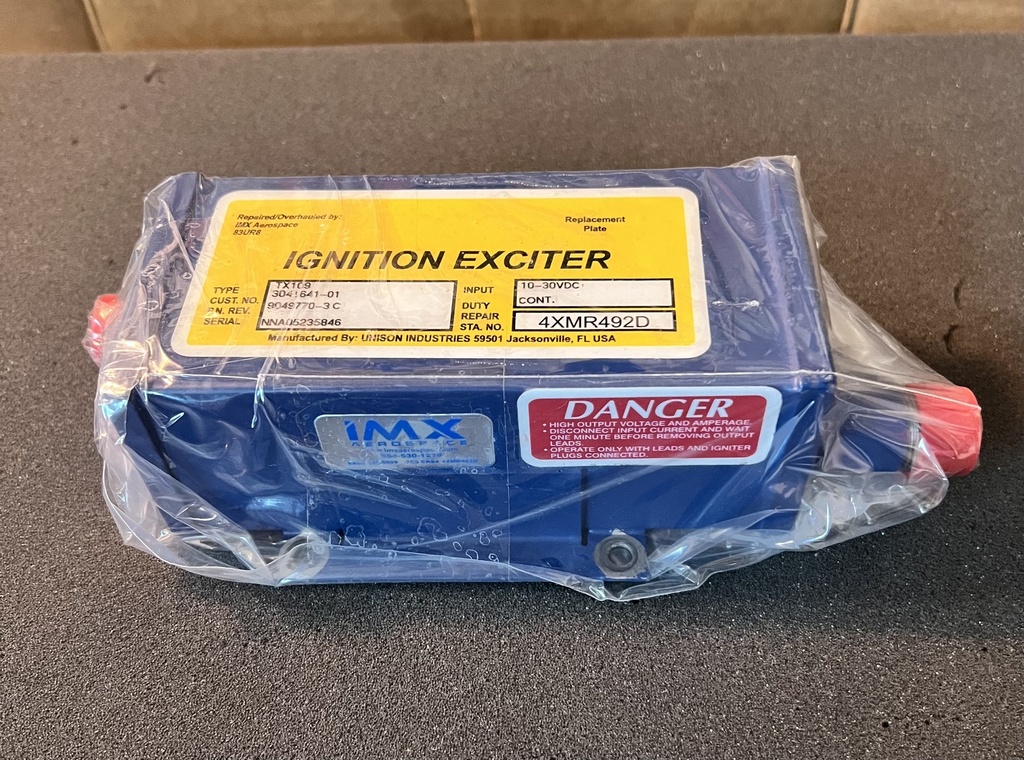 Repaired/Overhauled by:
IMX Aerospace
83UR8
Replacement
Plate
IGNITION EXCITER
TYPE TX109
CUST. NO. 3041641-01
PN. REV. 9049770-3 C
SERIAL NNA05235846
INPUT 10-30VDC
DUTY CONT.
REPAIR
STA. NO. 4XMR492D
Manufactured By: UNISON INDUSTRIES 59501 Jacksonville, FL USA
iMX
AEROSPACE
DANGER
• HIGH OUTPUT VOLTAGE AND AMPERAGE.
• DISCONNECT INPUT CURRENT AND WAIT
ONE MINUTE BEFORE REMOVING OUTPUT
LEADS.
• OPERATE ONLY WITH LEADS AND IGNITER
PLUGS CONNECTED.